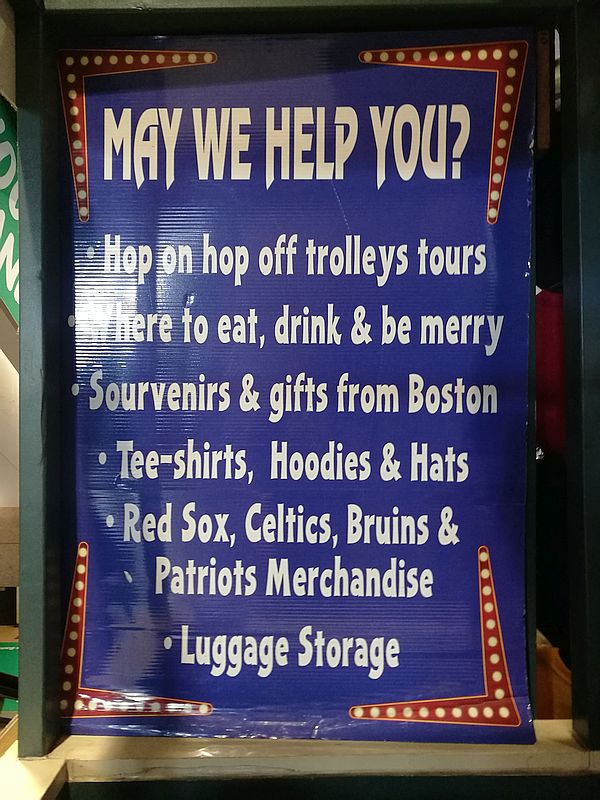 MAY WE HELP YOU?
• Hop on hop off trolleys tours
• Where to eat, drink & be merry
• Sourvenirs & gifts from Boston
• Tee-shirts, Hoodies & Hats
• Red Sox, Celtics, Bruins &
• Patriots Merchandise
• Luggage Storage